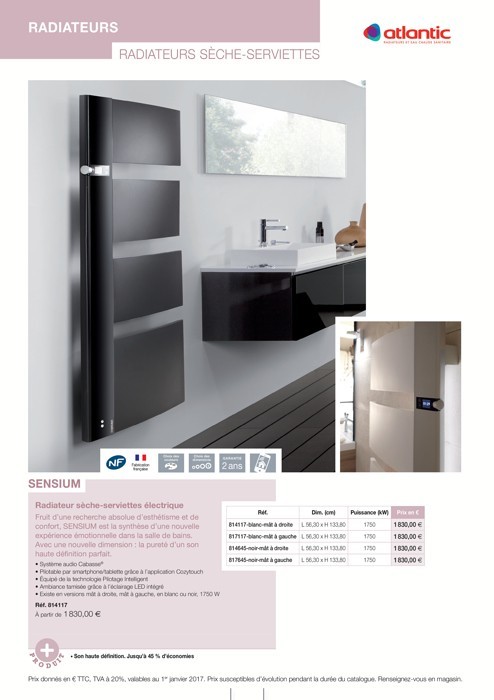 RADIATEURS
RADIATEURS SÈCHE-SERVIETTES
atlantic
NF
Fabrication
française
GARANTIE
2 ans
SENSIUM
Radiateur sèche-serviettes électrique
Fruit d'une recherche absolue d'esthétisme et de
confort, SENSIUM est la synthèse d'une nouvelle
expérience émotionnelle dans la salle de bains.
Avec une nouvelle dimension : la pureté d'un son
haute définition parfait.
• Système audio Cabasse®
• Pilotable par smartphone/tablette grâce à l'application Cozytouch
• Équipé de la technologie Pilotage Intelligent
• Ambiance tamisée grâce à l'éclairage LED intégré
• Existe en versions mât à droite, mât à gauche, en blanc ou noir, 1750 W
Réf. 814117
À partir de 1 830,00 €
Réf. Dim. (cm) Puissance (kW) Prix en €
814117-blanc-mât à droite L 56,30 x H 133,80 1750 1 830,00 €
817117-blanc-mât à gauche L 56,30 x H 133,80 1750 1 830,00 €
814645-noir-mât à droite L 56,30 x H 133,80 1750 1 830,00 €
817645-noir-mât à gauche L 56,30 x H 133,80 1750 1 830,00 €
+ PRODUIT
• Son haute définition. Jusqu'à 45 % d'économies
Prix donnés en € TTC, TVA à 20%, valables au 1er janvier 2017. Prix susceptibles d'évolution pendant la durée du catalogue. Renseignez-vous en magasin.